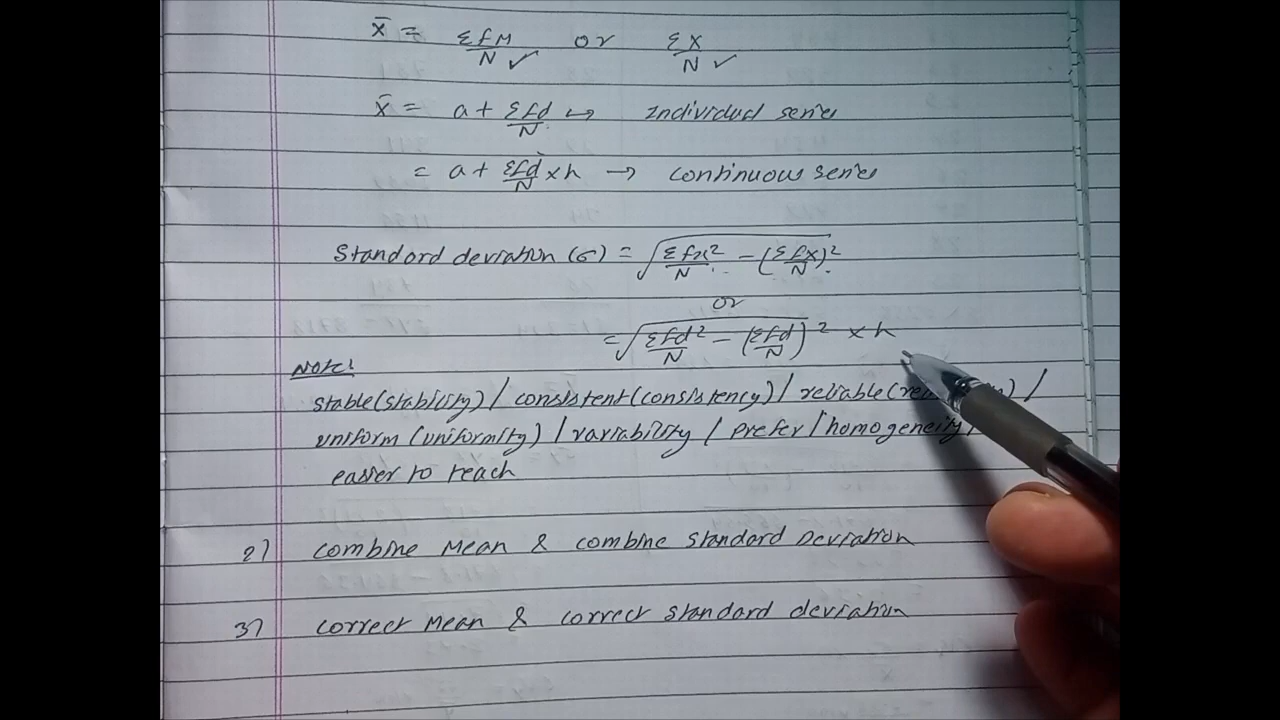 x̄ = ΣfM/N ✓ or ΣX/N ✓
x̄ = a + Σfd/N ↦ Individual series
= a + Σfd'/N × h → continuous series
Standard deviation (σ) = √(Σfx²/N − (Σfx/N)²)
or
= √(Σfd²/N − (Σfd/N)²) × h
Note:
stable(stability) / consistent(consistency) / reliable( /
uniform (uniformity) / variability / prefer / homogeneity /
easier to teach
2) combine Mean & combine Standard Deviation
3) correct Mean & correct standard deviation